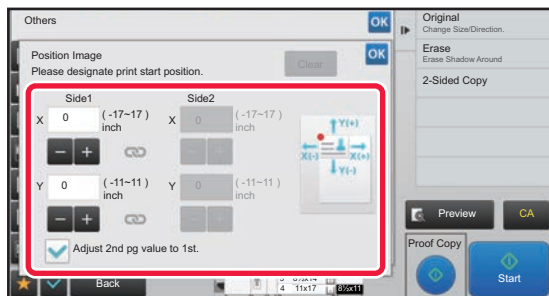 Others
OK
Original
Change Size/Direction.
Position Image
OK
Please designate print start position.
Clear
Erase
Erase Shadow Around
2-Sided Copy
Side1
Side2
X 0 (-17~17) inch
X 0 (-17~17) inch
Y(+)
X(-) X(+)
Y(-)
Y 0 (-11~11) inch
Y 0 (-11~11) inch
Adjust 2nd pg value to 1st.
Preview
CA
Proof Copy
Start
Back
4 11x17
8½x11